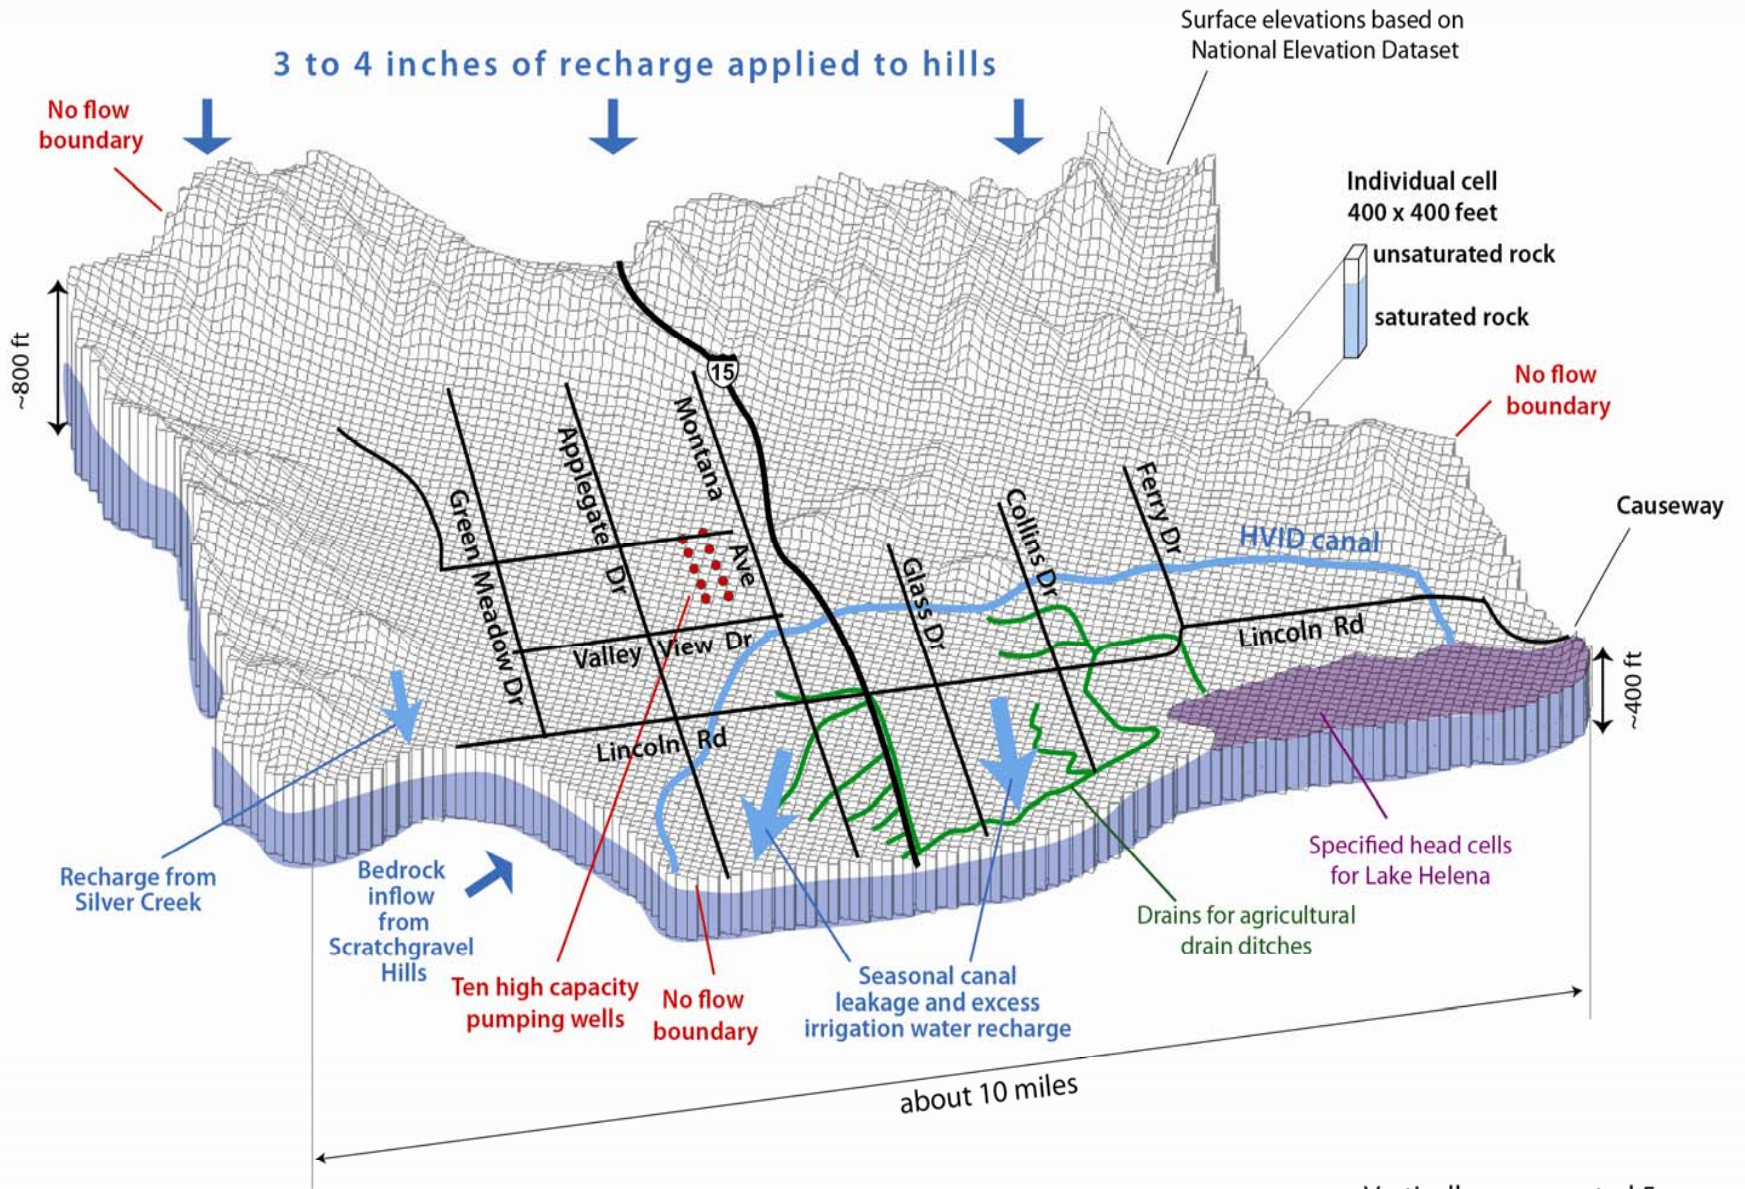 Surface elevations based on
National Elevation Dataset
3 to 4 inches of recharge applied to hills
No flow
boundary
Individual cell
400 x 400 feet
unsaturated rock
saturated rock
~800 ft
15
No flow
boundary
Montana
Ave
Applegate
Dr
Green Meadow Dr
Ferry Dr
Collins Dr
Glass Dr
HVID canal
Causeway
Lincoln Rd
Valley View Dr
Lincoln Rd
~400 ft
Recharge from
Silver Creek
Bedrock
inflow
from
Scratchgravel
Hills
Ten high capacity
pumping wells
No flow
boundary
Seasonal canal
leakage and excess
irrigation water recharge
Drains for agricultural
drain ditches
Specified head cells
for Lake Helena
about 10 miles